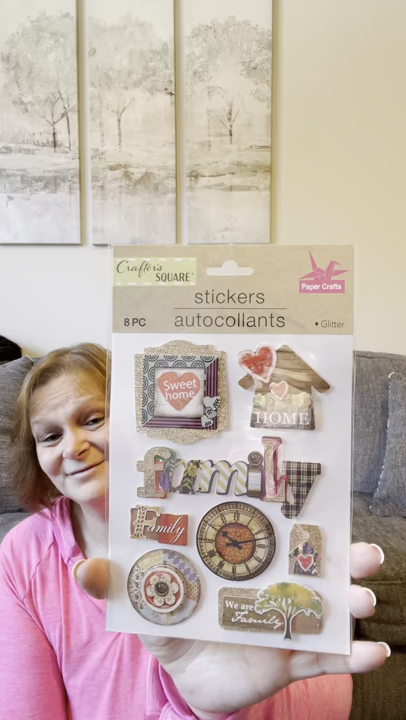 Crafter's
SQUARE
Paper Crafts
stickers
8 PC
autocollants
• Glitter
Sweet
home
HOME
family
Family
We are
Family